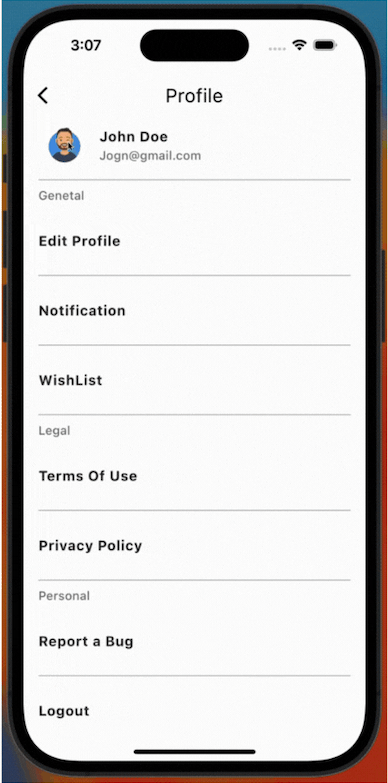 3:07
Profile
John Doe
Jogn@gmail.com
Genetal
Edit Profile
Notification
WishList
Legal
Terms Of Use
Privacy Policy
Personal
Report a Bug
Logout